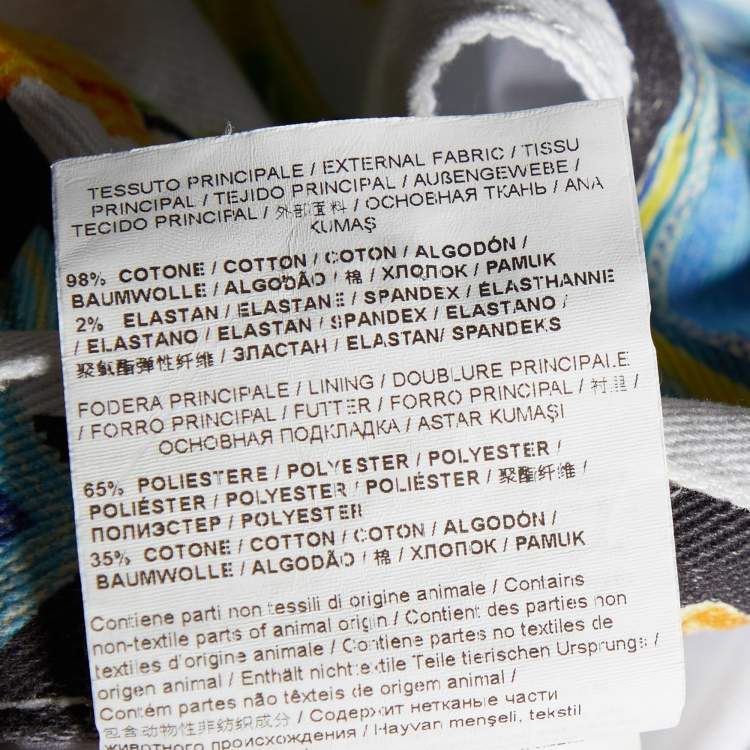 TESSUTO PRINCIPALE / EXTERNAL FABRIC / TISSU
PRINCIPAL / TEJIDO PRINCIPAL / AUßENGEWEBE /
TECIDO PRINCIPAL / 外部面料 / ОСНОВНАЯ ТКАНЬ / ANA
KUMAŞ
98% COTONE / COTTON / COTON / ALGODÓN /
BAUMWOLLE / ALGODÃO / 棉 / ХЛОПОК / PAMUK
2% ELASTAN / ELASTANE / SPANDEX / ÉLASTHANNE
/ ELASTANO / ELASTAN / SPANDEX / ELASTANO /
聚氨酯弹性纤维 / ЭЛАСТАН / ELASTAN/ SPANDEKS
FODERA PRINCIPALE / LINING / DOUBLURE PRINCIPALE
/ FORRO PRINCIPAL / FUTTER / FORRO PRINCIPAL / 衬里 /
ОСНОВНАЯ ПОДКЛАДКА / ASTAR KUMAŞI
65% POLIESTERE / POLYESTER / POLYESTER /
POLIÉSTER / POLYESTER / POLIÉSTER / 聚酯纤维 /
ПОЛИЭСТЕР / POLYESTER
35% COTONE / COTTON / COTON / ALGODÓN /
BAUMWOLLE / ALGODÃO / 棉 / ХЛОПОК / PAMUK
Contiene parti non tessili di origine animale / Contains
non-textile parts of animal origin / Contient des parties non
textiles d'origine animale / Contiene partes no textiles de
origen animal / Enthält nicht textile Teile tierischen Ursprungs /
Contém partes não têxteis de origem animal /
包含动物性非纺织成分 / Содержит нетканые части
животного происхождения / Hayvan menşeli, tekstil